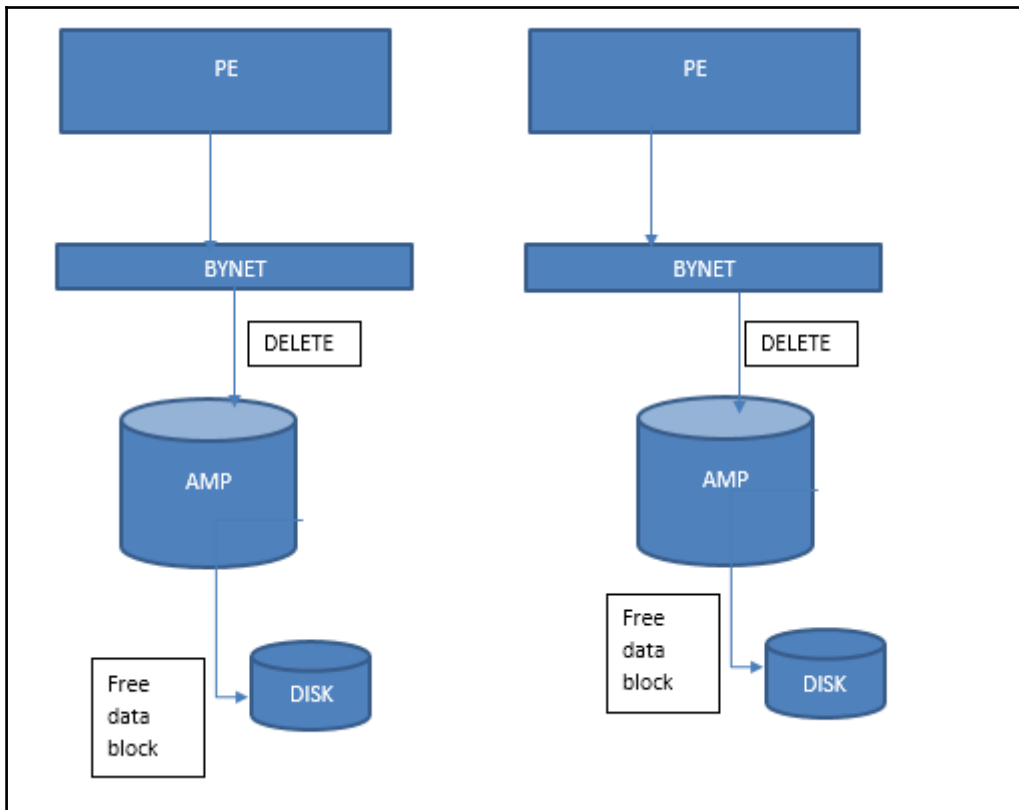 PE
PE
BYNET
BYNET
DELETE
DELETE
AMP
AMP
Free
data
block
DISK
Free
data
block
DISK